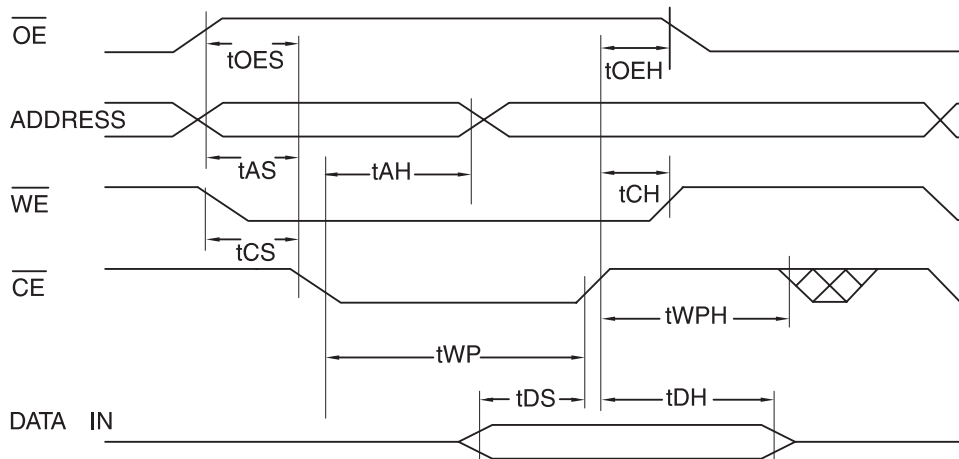 OE
tOES
tOEH
ADDRESS
tAS
tAH
WE
tCH
tCS
CE
tWPH
tWP
tDS
tDH
DATA IN